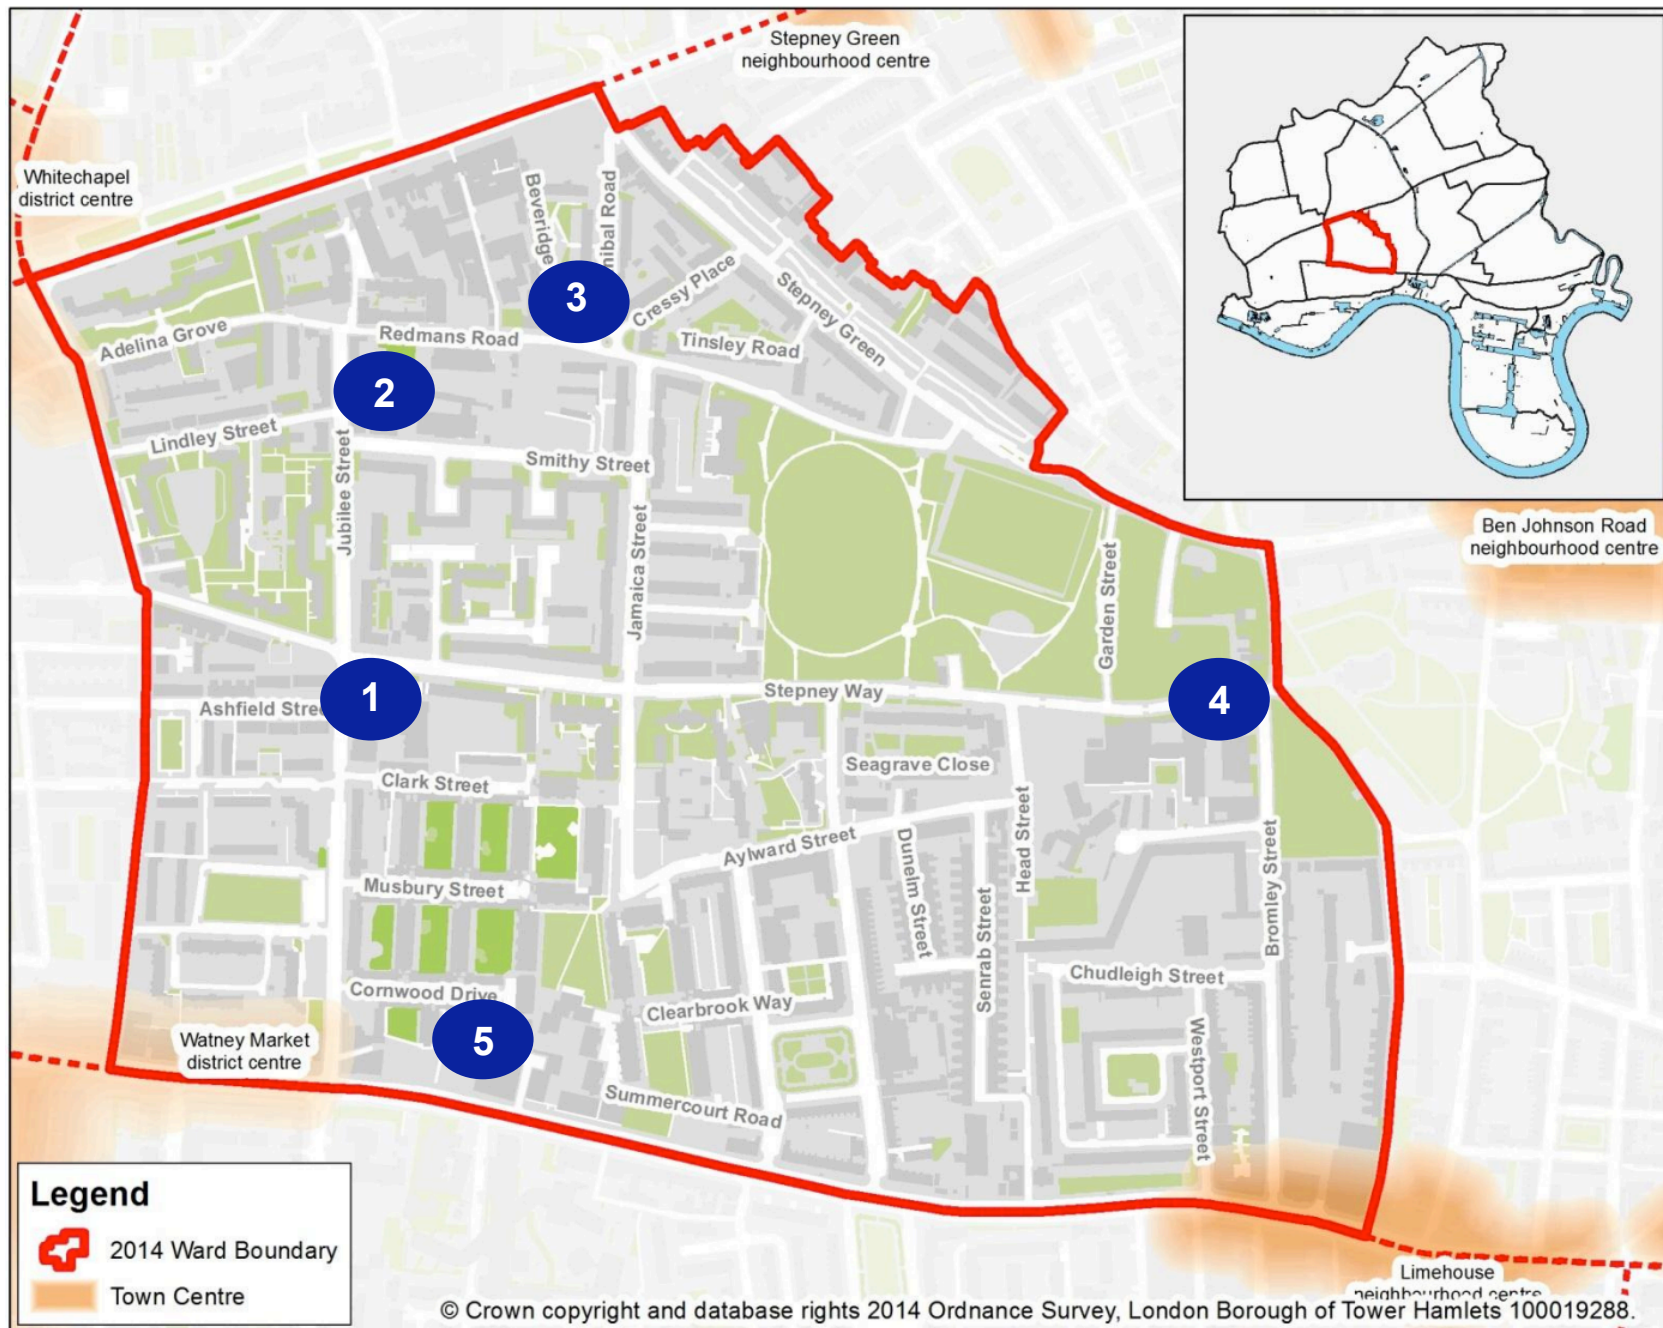 Stepney Green
neighbourhood centre
Whitechapel
district centre
Beveridge
nibal Road
3
Cressy Place
Stepney Green
Adelina Grove
Redmans Road
Tinsley Road
2
Lindley Street
Jubilee Street
Smithy Street
Jamaica Street
Garden Street
Ben Johnson Road
neighbourhood centre
1
Ashfield Stree
Stepney Way
4
Seagrave Close
Clark Street
Aylward Street
Dunelm Street
Head Street
Senrab Street
Bromley Street
Musbury Street
Cornwood Drive
Clearbrook Way
Chudleigh Street
5
Watney Market
district centre
Westport Street
Summercourt Road
Legend
2014 Ward Boundary
Town Centre
Limehouse
neighbourhood centre
© Crown copyright and database rights 2014 Ordnance Survey, London Borough of Tower Hamlets 100019288.